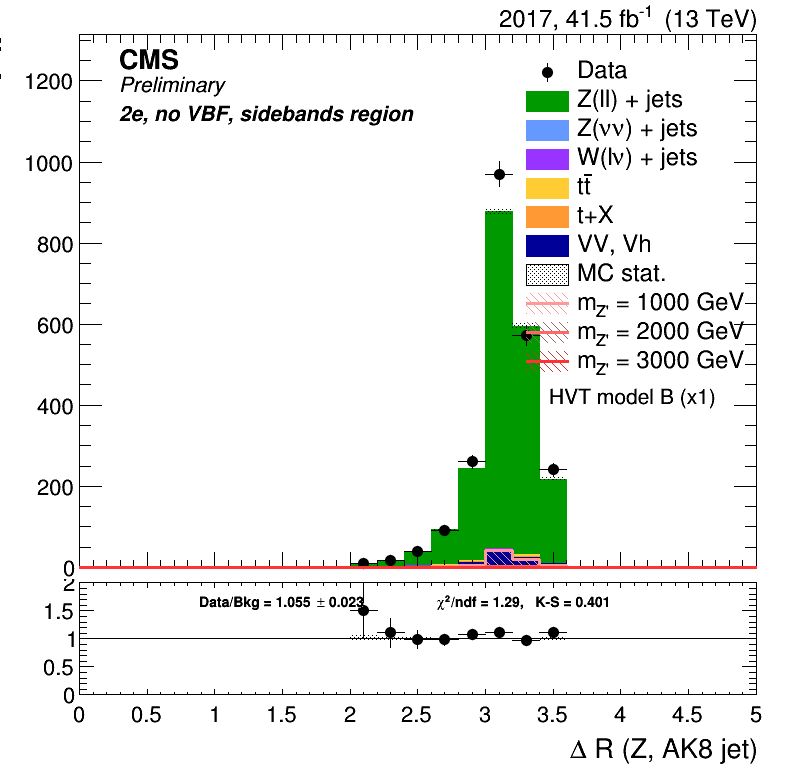 2017, 41.5 fb⁻¹ (13 TeV)
CMS
Preliminary
2e, no VBF, sidebands region
Data
Z(ll) + jets
Z(νν) + jets
W(lν) + jets
tt̄
t+X
VV, Vh
MC stat.
m_Z' = 1000 GeV
m_Z' = 2000 GeV
m_Z' = 3000 GeV
HVT model B (x1)
1200
1000
800
600
400
200
0
Data/Bkg = 1.055 ± 0.023
χ²/ndf = 1.29, K-S = 0.401
2
1.5
1
0.5
0
0 0.5 1 1.5 2 2.5 3 3.5 4 4.5 5
Δ R (Z, AK8 jet)